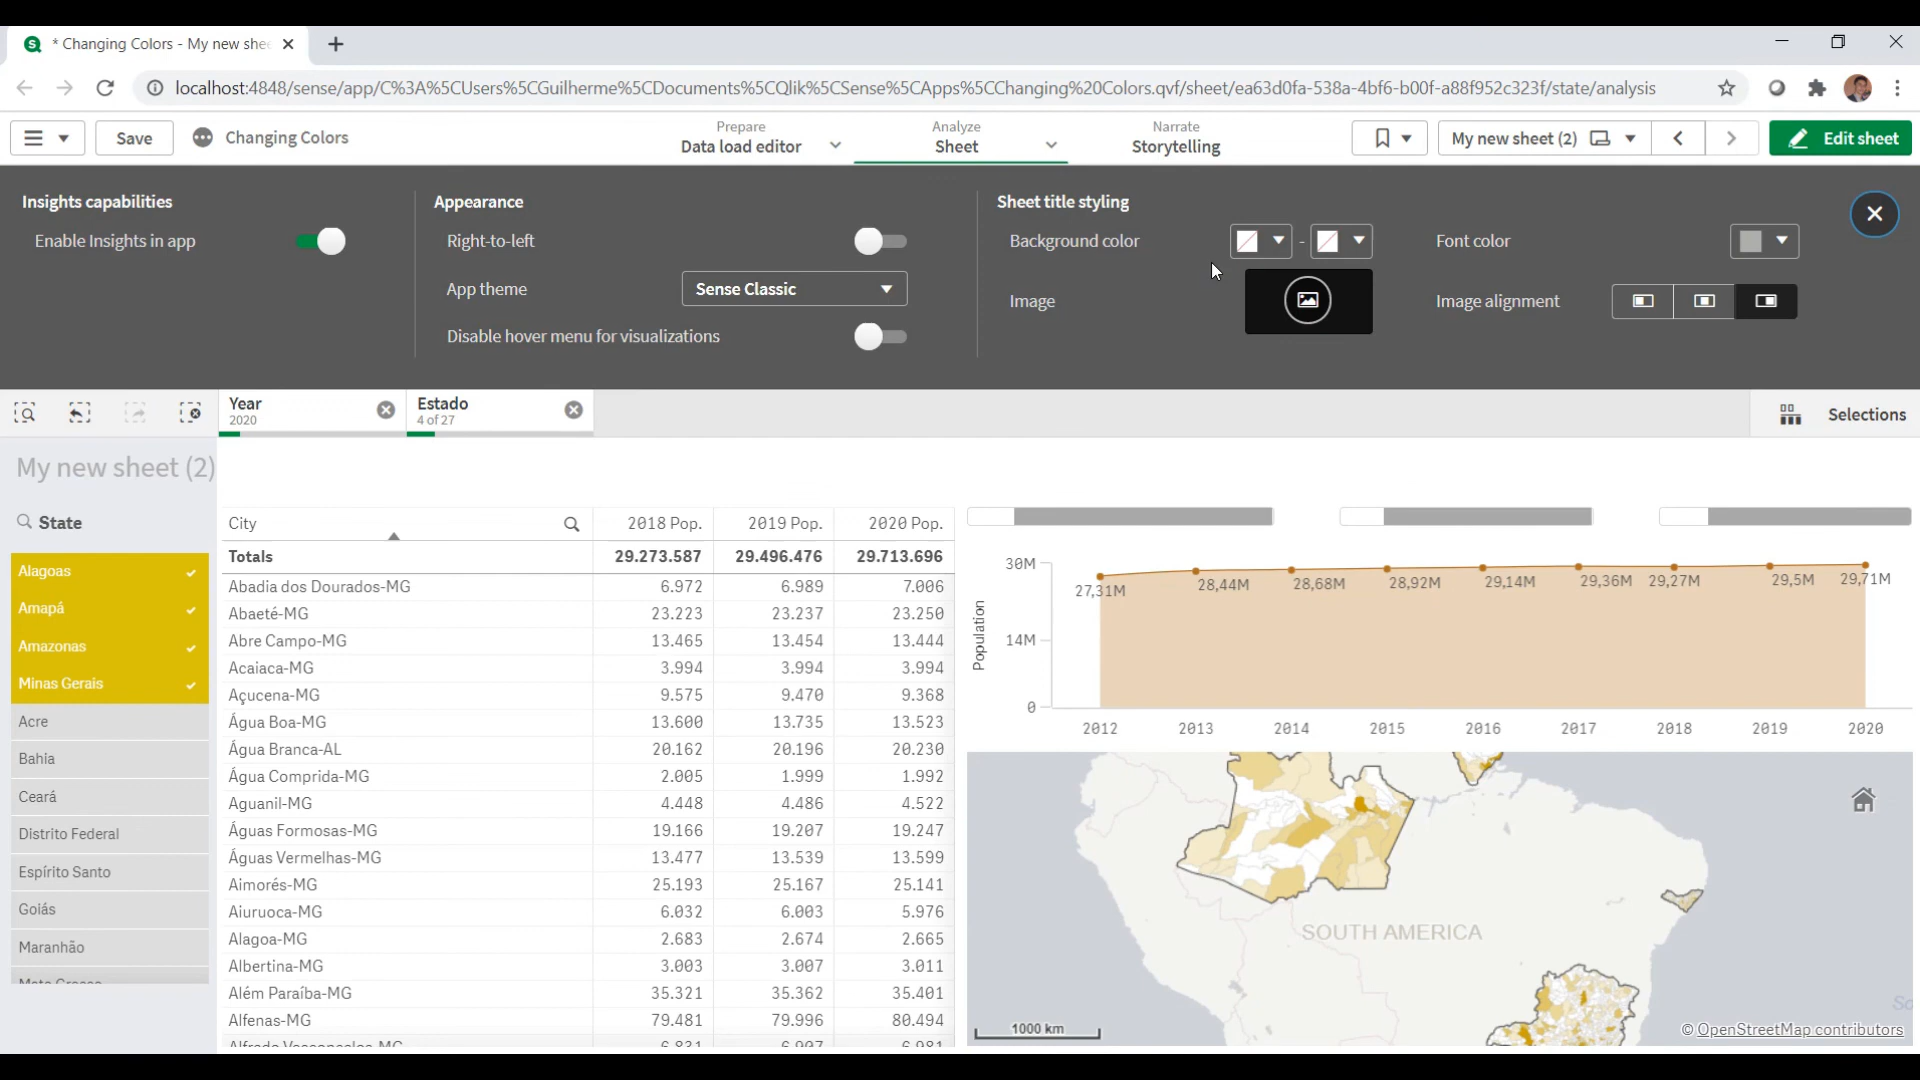 * Changing Colors - My new shee
localhost:4848/sense/app/C%3A%5CUsers%5CGuilherme%5CDocuments%5CQlik%5CSense%5CApps%5CChanging%20Colors.qvf/sheet/ea63d0fa-538a-4bf6-b00f-a88f952c323f/state/analysis
Save
Changing Colors
Prepare
Data load editor
Analyze
Sheet
Narrate
Storytelling
My new sheet (2)
Edit sheet
Insights capabilities
Enable Insights in app
Appearance
Right-to-left
App theme
Sense Classic
Disable hover menu for visualizations
Sheet title styling
Background color
-
Font color
Image
Image alignment
Year
2020
Estado
4 of 27
Selections
My new sheet (2)
State
Alagoas
Amapá
Amazonas
Minas Gerais
Acre
Bahia
Ceará
Distrito Federal
Espírito Santo
Goiás
Maranhão
Mato Grosso
City 2018 Pop. 2019 Pop. 2020 Pop.
Totals 29.273.587 29.496.476 29.713.696
Abadia dos Dourados-MG 6.972 6.989 7.006
Abaeté-MG 23.223 23.237 23.250
Abre Campo-MG 13.465 13.454 13.444
Acaiaca-MG 3.994 3.994 3.994
Açucena-MG 9.575 9.470 9.368
Água Boa-MG 13.600 13.735 13.523
Água Branca-AL 20.162 20.196 20.230
Água Comprida-MG 2.005 1.999 1.992
Aguanil-MG 4.448 4.486 4.522
Águas Formosas-MG 19.166 19.207 19.247
Águas Vermelhas-MG 13.477 13.539 13.599
Aimorés-MG 25.193 25.167 25.141
Aiuruoca-MG 6.032 6.003 5.976
Alagoa-MG 2.683 2.674 2.665
Albertina-MG 3.003 3.007 3.011
Além Paraíba-MG 35.321 35.362 35.401
Alfenas-MG 79.481 79.996 80.494
Alfredo Vasconcelos-MG 6.831 6.907 6.981
Population
30M
14M
0
27,31M 28,44M 28,68M 28,92M 29,14M 29,36M 29,27M 29,5M 29,71M
2012 2013 2014 2015 2016 2017 2018 2019 2020
SOUTH AMERICA
So
1000 km
© OpenStreetMap contributors